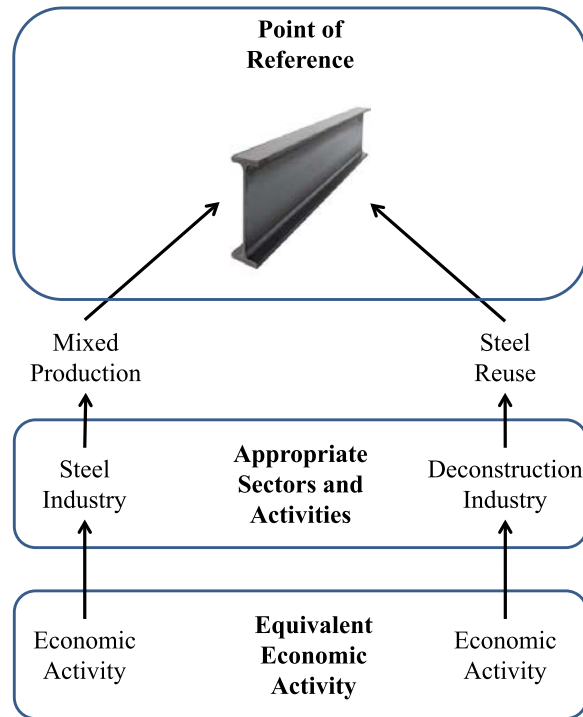 Point of
Reference
Mixed
Production
Steel
Reuse
Steel
Industry
Appropriate
Sectors and
Activities
Deconstruction
Industry
Economic
Activity
Equivalent
Economic
Activity
Economic
Activity